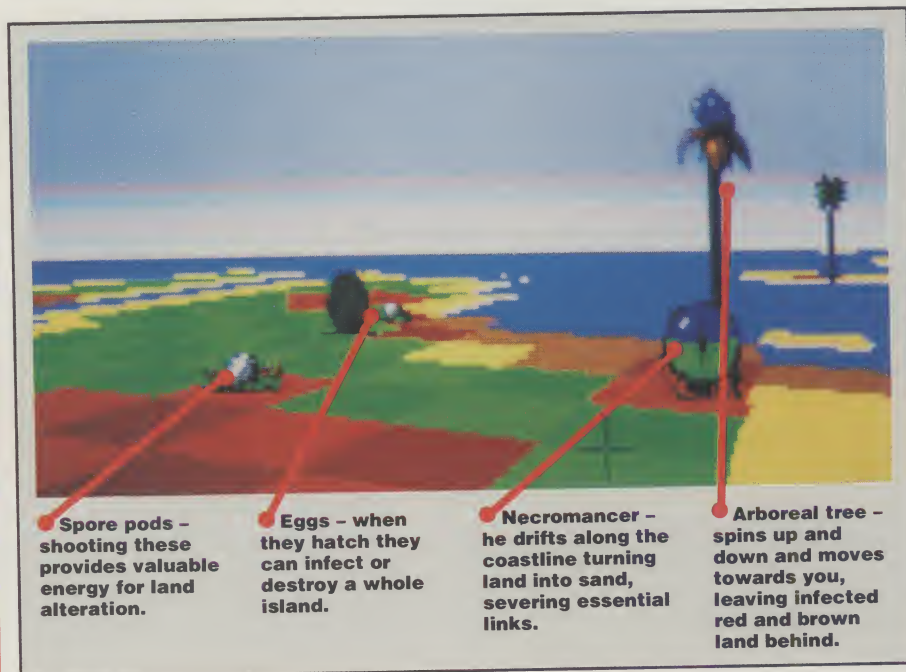 Spore pods –
shooting these
provides valuable
energy for land
alteration.
Eggs – when
they hatch they
can infect or
destroy a whole
island.
Necromancer –
he drifts along the
coastline turning
land into sand,
severing essential
links.
Arboreal tree –
spins up and
down and moves
towards you,
leaving infected
red and brown
land behind.